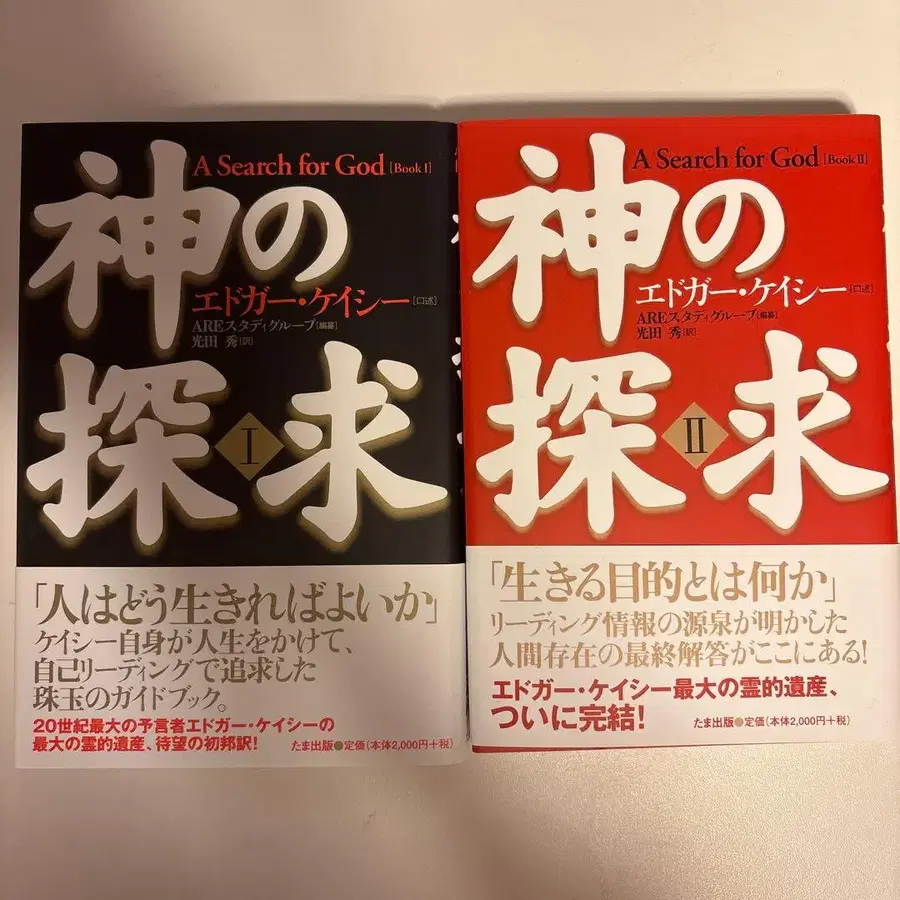 A Search for God [Book I]
神の
エドガー・ケイシー[口述]
AREスタディグループ[編纂]
光田 秀[訳]
探求
I
「人はどう生きればよいか」
ケイシー自身が人生をかけて、
自己リーディングで追求した
珠玉のガイドブック。
20世紀最大の予言者エドガー・ケイシーの
最大の霊的遺産、待望の初邦訳!
たま出版●定価(本体2,000円+税)
A Search for God [Book II]
神の
エドガー・ケイシー[口述]
AREスタディグループ[編纂]
光田 秀[訳]
探求
II
「生きる目的とは何か」
リーディング情報の源泉が明かした
人間存在の最終解答がここにある!
エドガー・ケイシー最大の霊的遺産、
ついに完結!
たま出版●定価(本体2,000円+税)